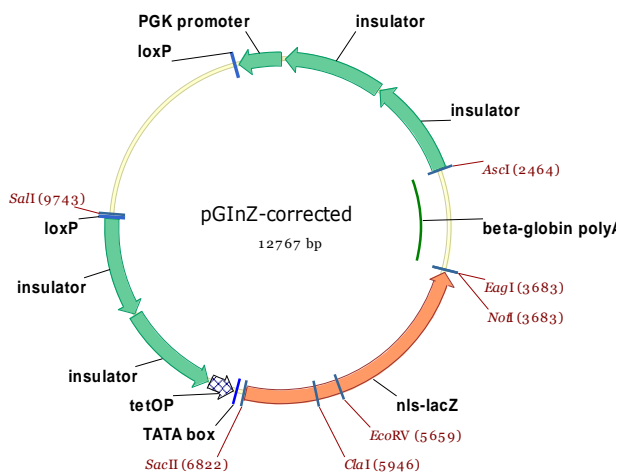 PGK promoter
insulator
loxP
insulator
AscI (2464)
SalI (9743)
pGInZ-corrected
beta-globin polyA
loxP
12767 bp
EagI (3683)
insulator
NotI (3683)
insulator
nls-lacZ
tetOP
EcoRV (5659)
TATA box
SacII (6822)
ClaI (5946)